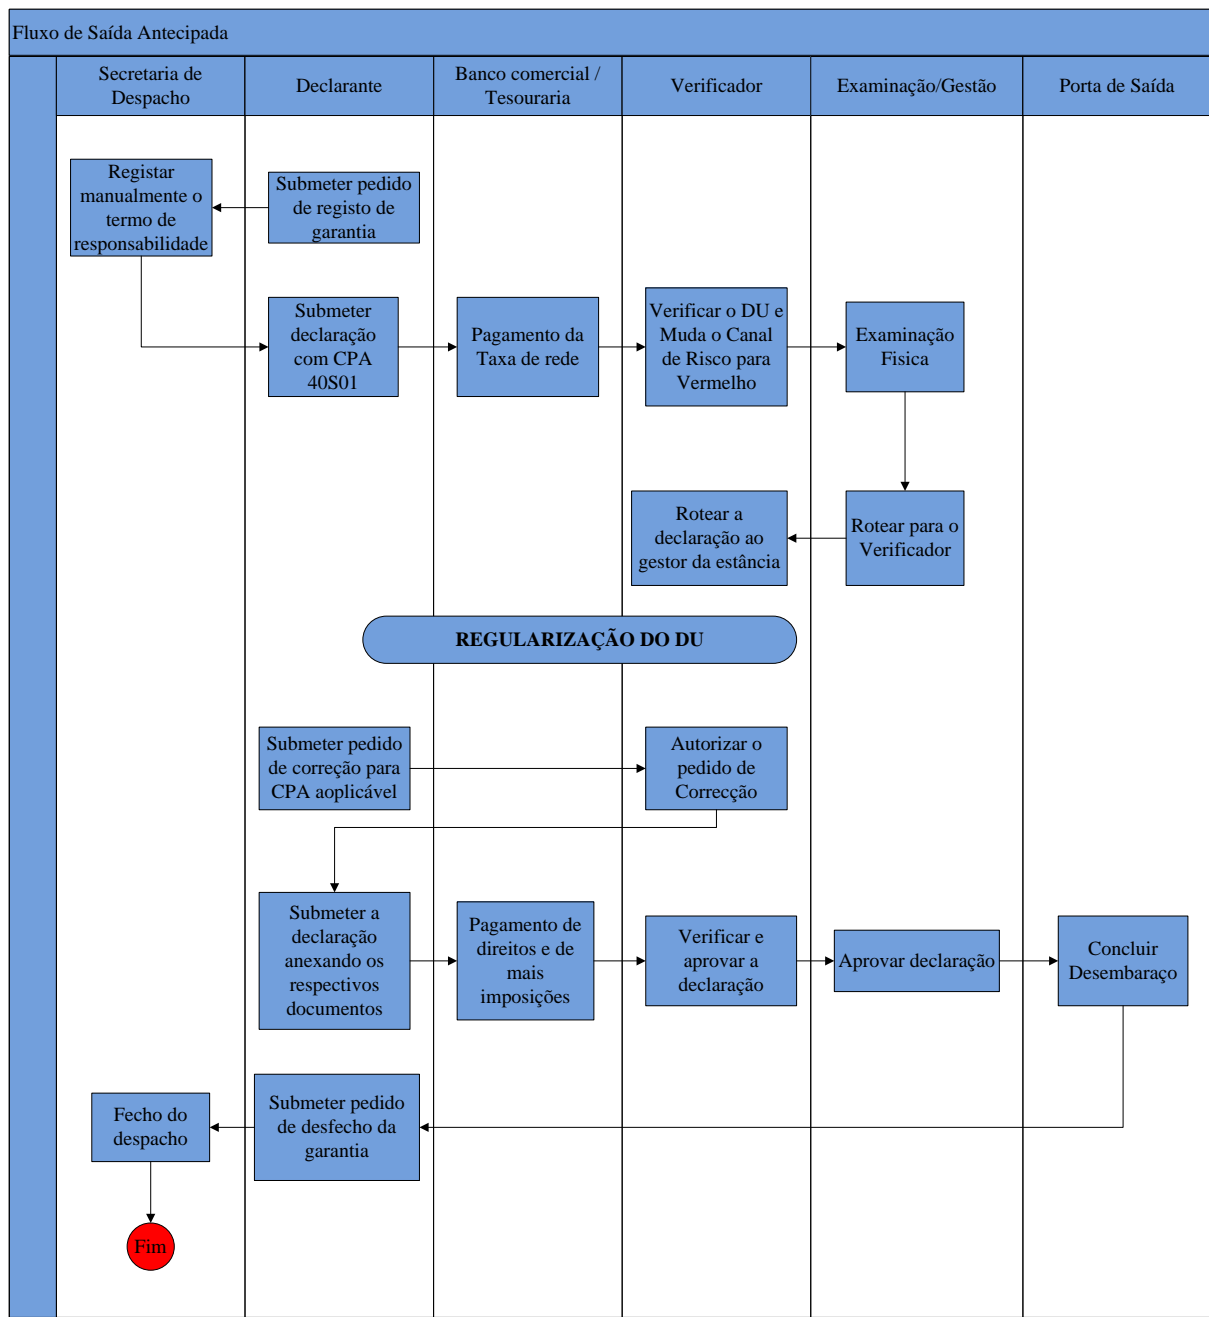 Fluxo de Saída Antecipada
Secretaria de
Despacho
Declarante
Banco comercial /
Tesouraria
Verificador
Examinação/Gestão
Porta de Saída
Registar
manualmente o
termo de
responsabilidade
Submeter pedido
de registo de
garantia
Submeter
declaração
com CPA
40S01
Pagamento da
Taxa de rede
Verificar o DU e
Muda o Canal
de Risco para
Vermelho
Examinação
Fisica
Rotear a
declaração ao
gestor da estância
Rotear para o
Verificador
REGULARIZAÇÃO DO DU
Submeter pedido
de correção para
CPA aoplicável
Autorizar o
pedido de
Correcção
Submeter a
declaração
anexando os
respectivos
documentos
Pagamento de
direitos e de
mais
imposições
Verificar e
aprovar a
declaração
Aprovar declaração
Concluir
Desembaraço
Fecho do
despacho
Submeter pedido
de desfecho da
garantia
Fim